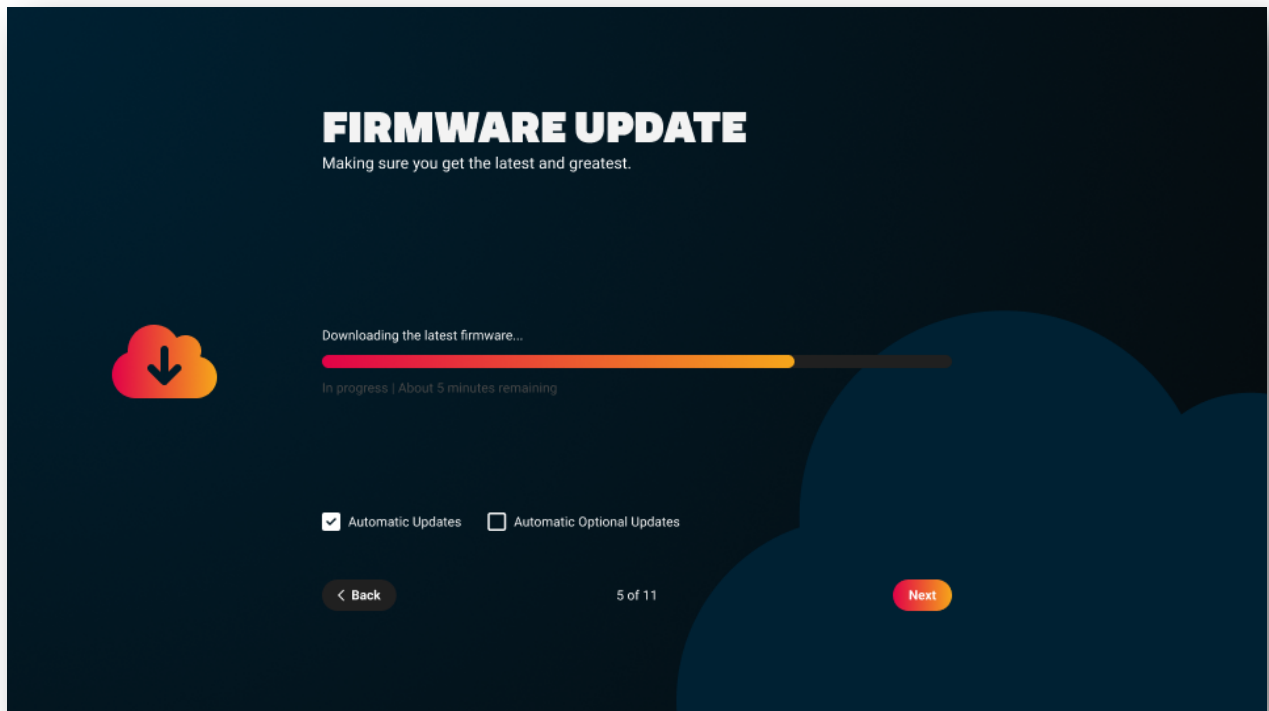 FIRMWARE UPDATE
Making sure you get the latest and greatest.
Downloading the latest firmware...
In progress | About 5 minutes remaining
Automatic Updates
Automatic Optional Updates
Back
5 of 11
Next